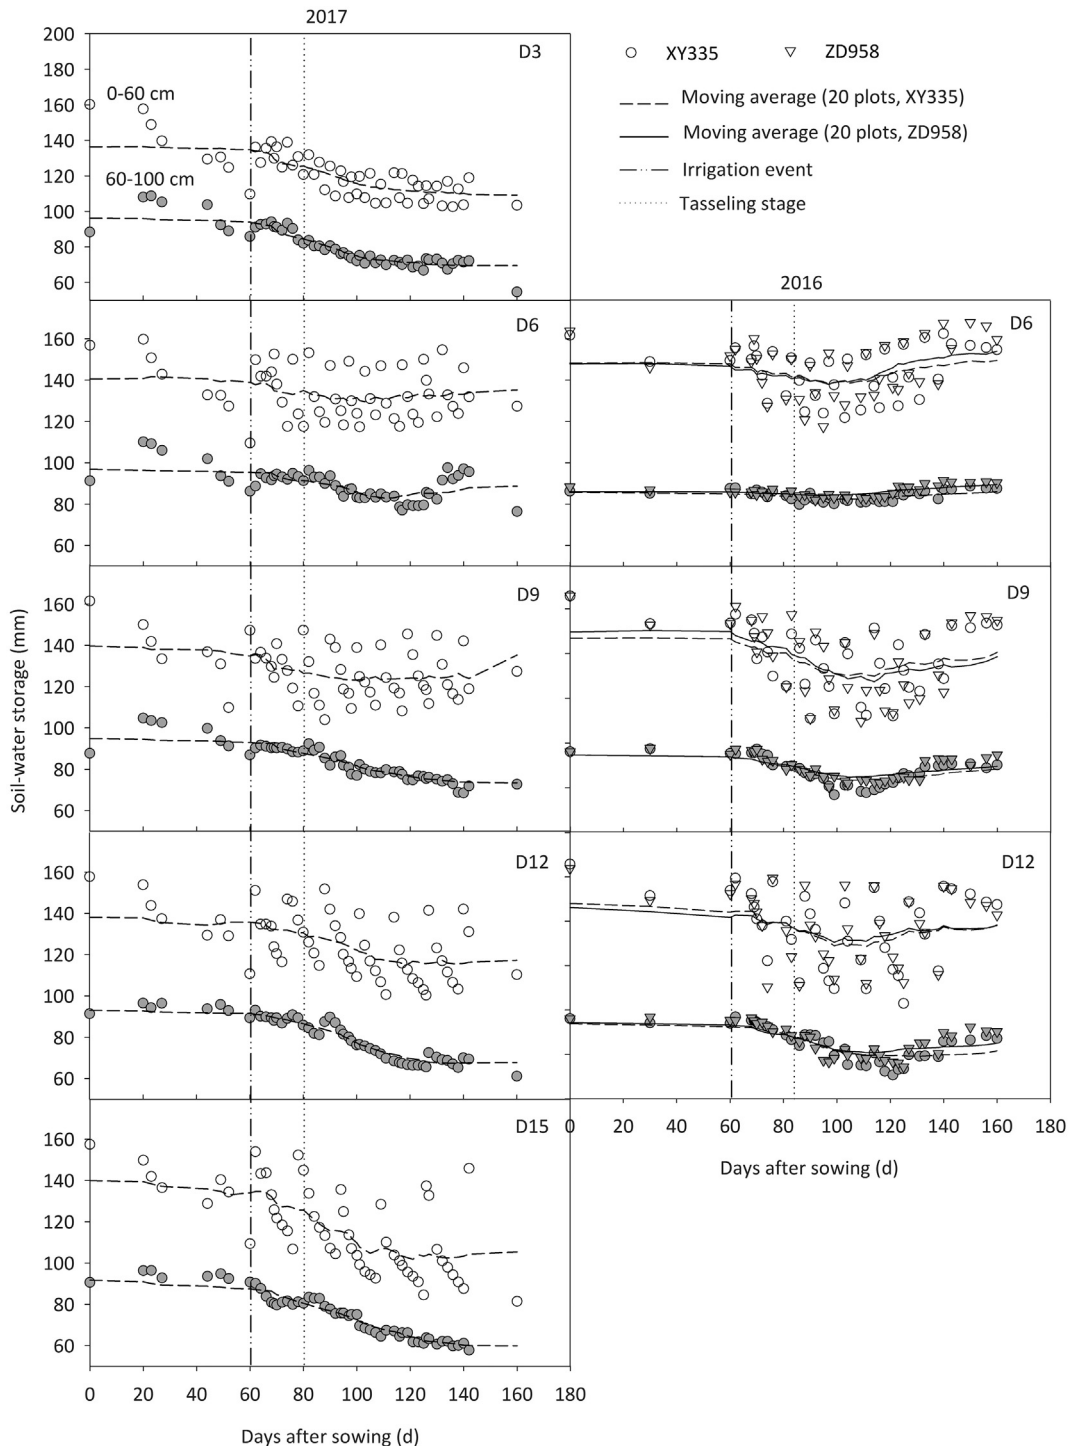 2017
200
180
160
140
120
100
80
60
D3
0-60 cm
60-100 cm
XY335
ZD958
Moving average (20 plots, XY335)
Moving average (20 plots, ZD958)
Irrigation event
Tasseling stage
2016
160
140
120
100
80
60
D6
D6
Soil-water storage (mm)
160
140
120
100
80
60
D9
D9
160
140
120
100
80
60
D12
D12
0 20 40 60 80 100 120 140 160 180
Days after sowing (d)
160
140
120
100
80
60
D15
0 20 40 60 80 100 120 140 160 180
Days after sowing (d)